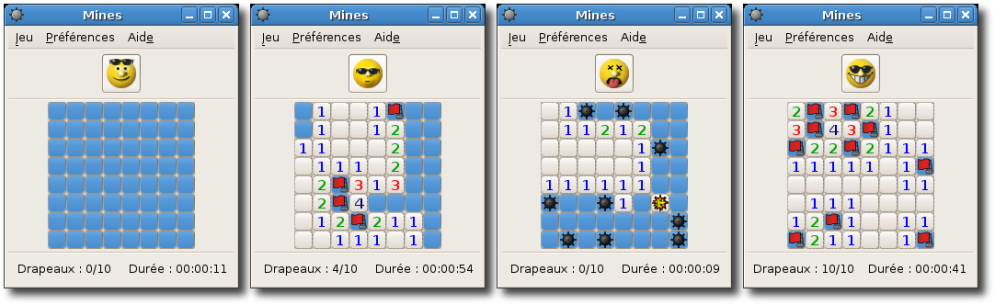 Mines
Jeu Préférences Aide
Drapeaux : 0/10 Durée : 00:00:11
Mines
Jeu Préférences Aide
1 1
1 1 2
1 1 2
1 1 1 2
2 3 1 3
2 4
1 2 2 1 1
1 1 1 1
Drapeaux : 4/10 Durée : 00:00:54
Mines
Jeu Préférences Aide
1
1 1 2 1 2
1
1
1 1 1 1 1 1
1
Drapeaux : 0/10 Durée : 00:00:09
Mines
Jeu Préférences Aide
2 3 2 1
3 4 3 1
2 2 2 1 1 1
1 1 1 1 1 1
1 1
1 1 1
1 2 1 1 1
2 1 1 1
Drapeaux : 10/10 Durée : 00:00:41